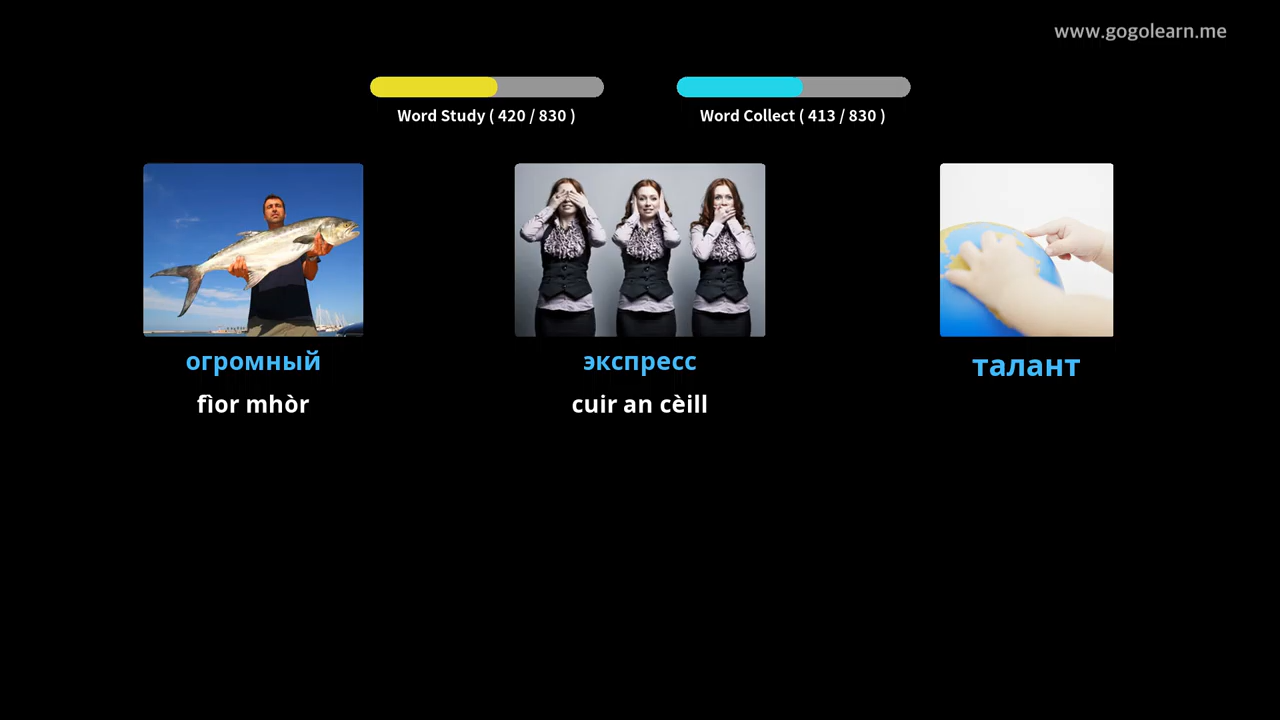 www.gogolearn.me
Word Study ( 420 / 830 )
Word Collect ( 413 / 830 )
огромный
fìor mhòr
экспресс
cuir an cèill
талант